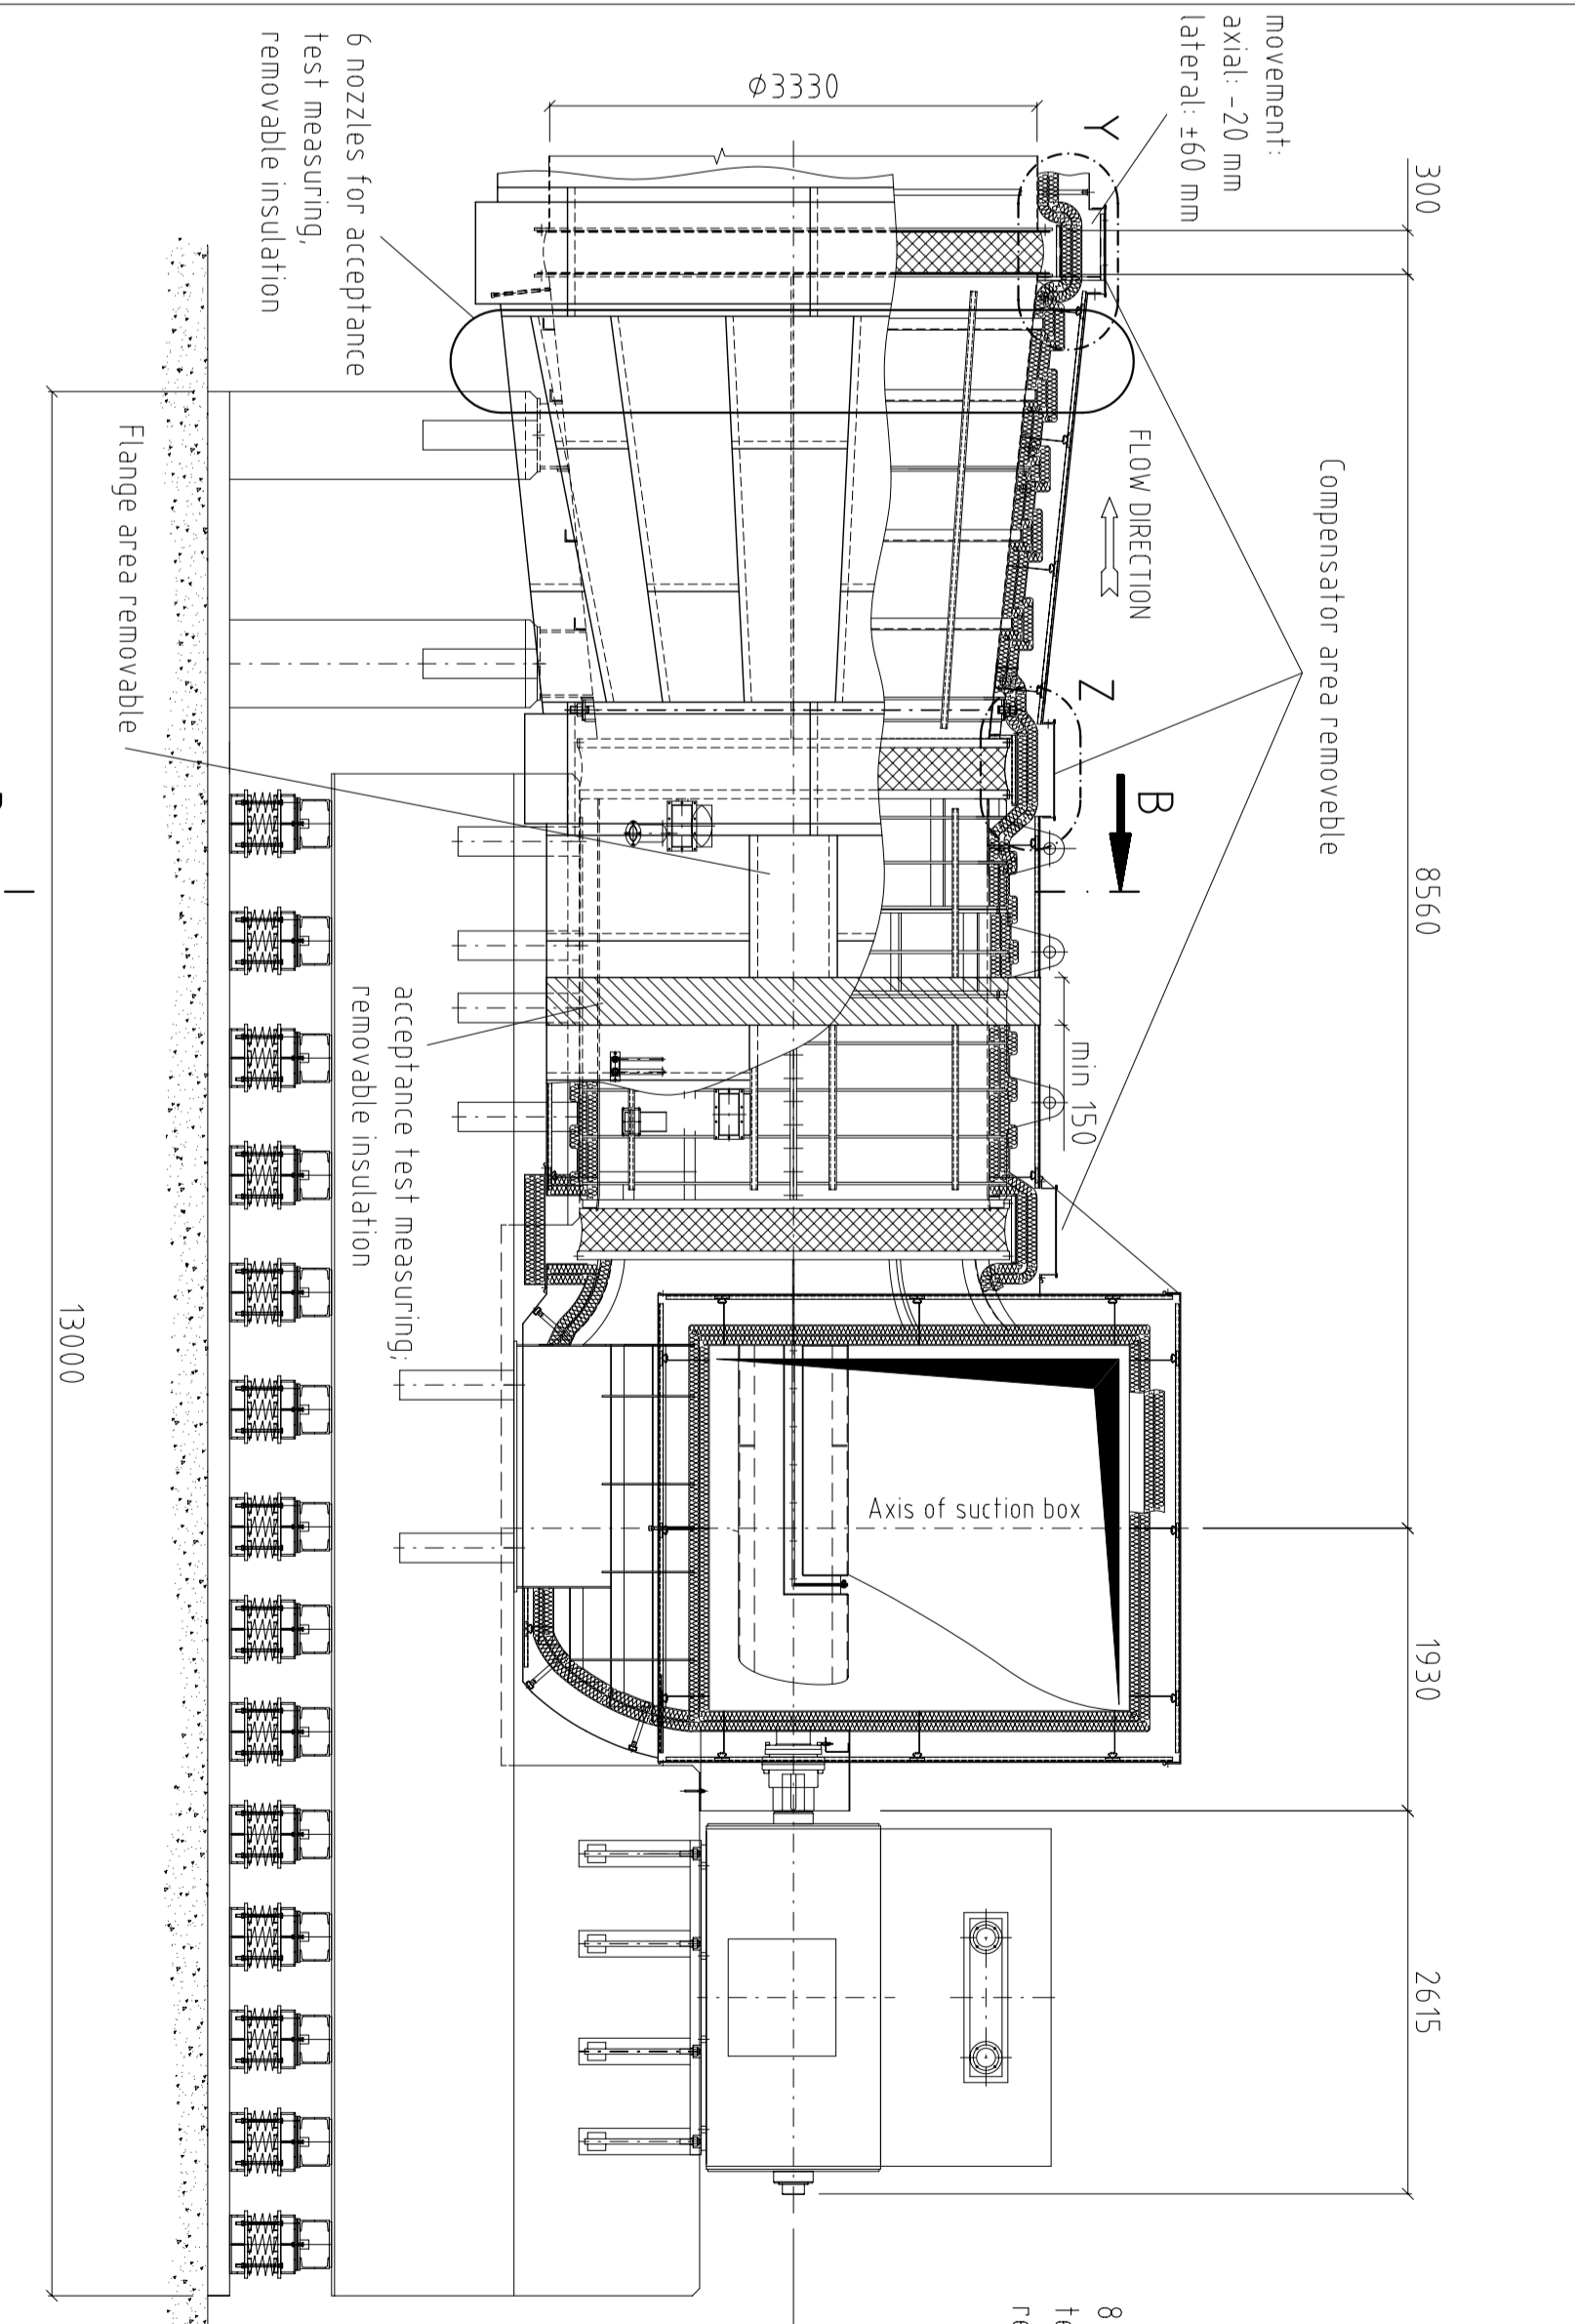 movement:
axial: -20 mm
lateral: ±60 mm
300
8560
1930
2615
Compensator area removeble
FLOW DIRECTION
Y
Z
B
⌀3330
min 150
Axis of suction box
6 nozzles for acceptance
test measuring,
removable insulation
acceptance test measuring;
removable insulation
Flange area removable
13000
8